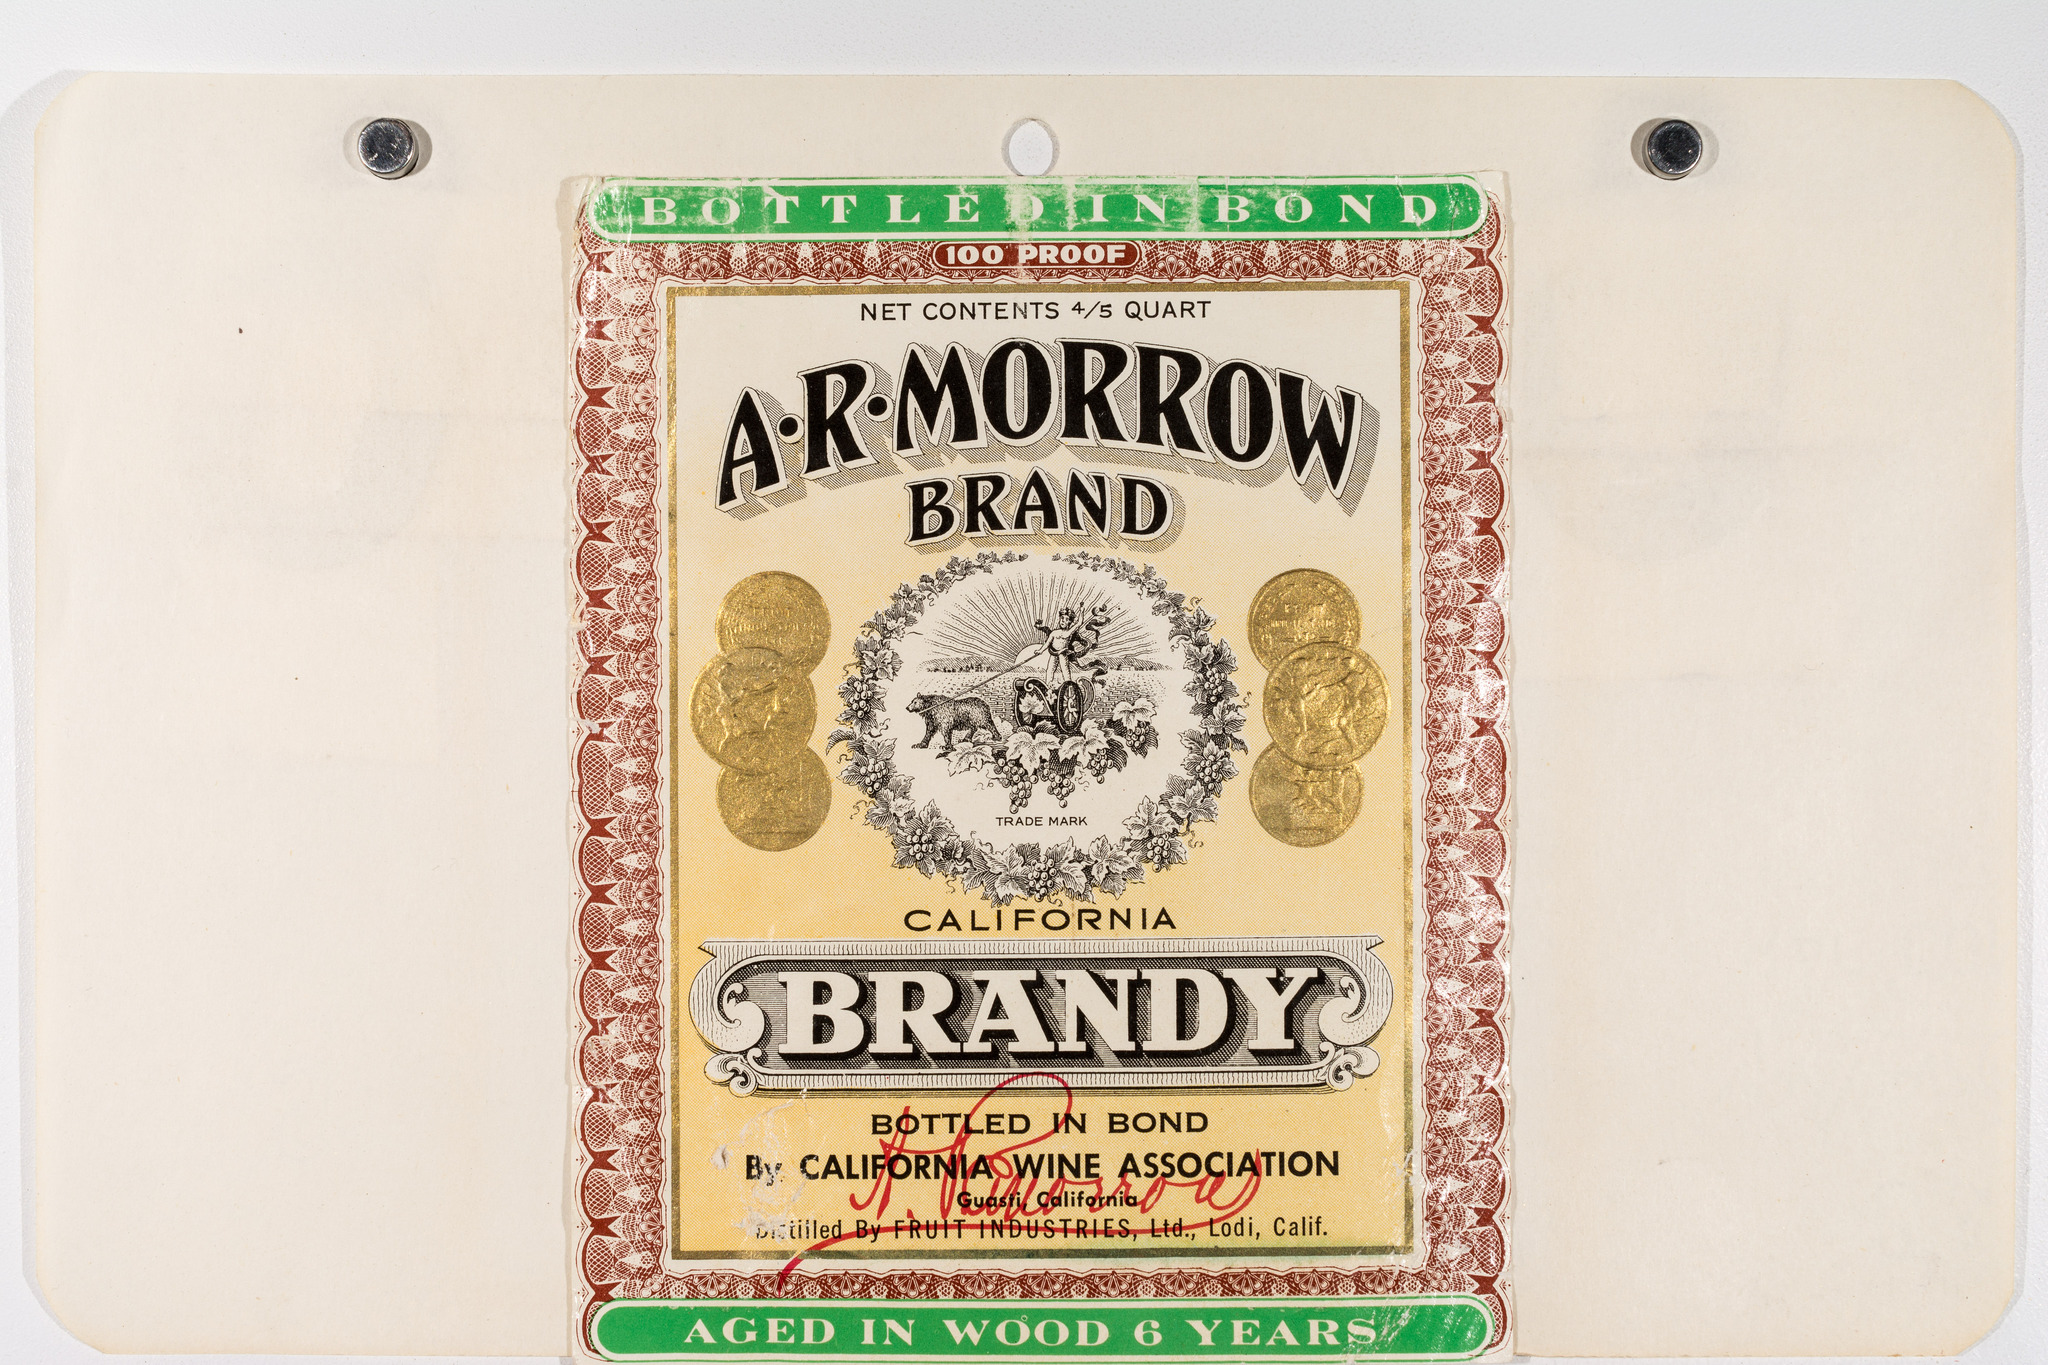 BOTTLED IN BOND
100 PROOF
NET CONTENTS 4/5 QUART
A·R·MORROW
BRAND
TRADE MARK
CALIFORNIA
BRANDY
BOTTLED IN BOND
By CALIFORNIA WINE ASSOCIATION
A. R. Morrow
Guasti, California
Distilled By FRUIT INDUSTRIES, Ltd., Lodi, Calif.
AGED IN WOOD 6 YEARS